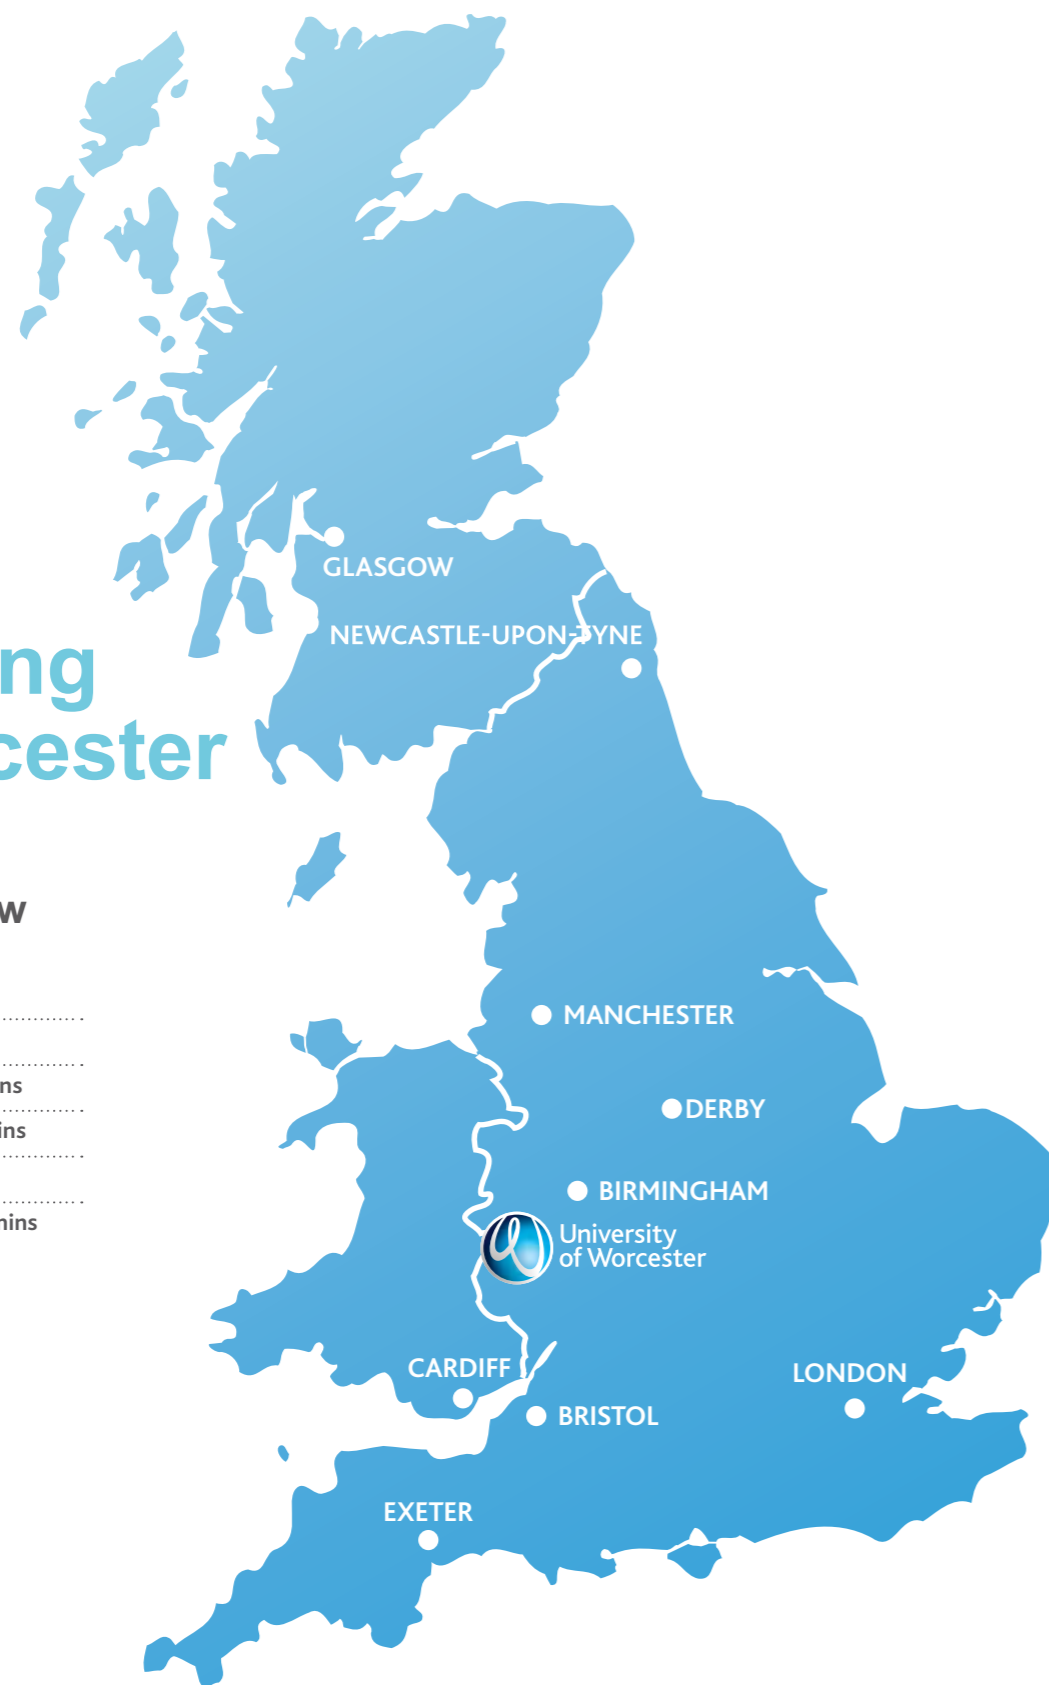 GLASGOW
NEWCASTLE-UPON-TYNE
ng
cester
w
ns
ins
nins
MANCHESTER
DERBY
BIRMINGHAM
University
of Worcester
CARDIFF
LONDON
BRISTOL
EXETER